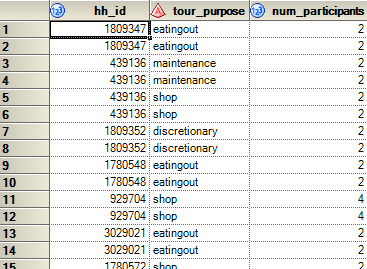 123 hh_id A tour_purpose 123 num_participants
1 1809347 eatingout 2
2 1809347 eatingout 2
3 439136 maintenance 2
4 439136 maintenance 2
5 439136 shop 2
6 439136 shop 2
7 1809352 discretionary 2
8 1809352 discretionary 2
9 1780548 eatingout 2
10 1780548 eatingout 2
11 929704 shop 4
12 929704 shop 4
13 3029021 eatingout 2
14 3029021 eatingout 2
15 1780572 shop 2